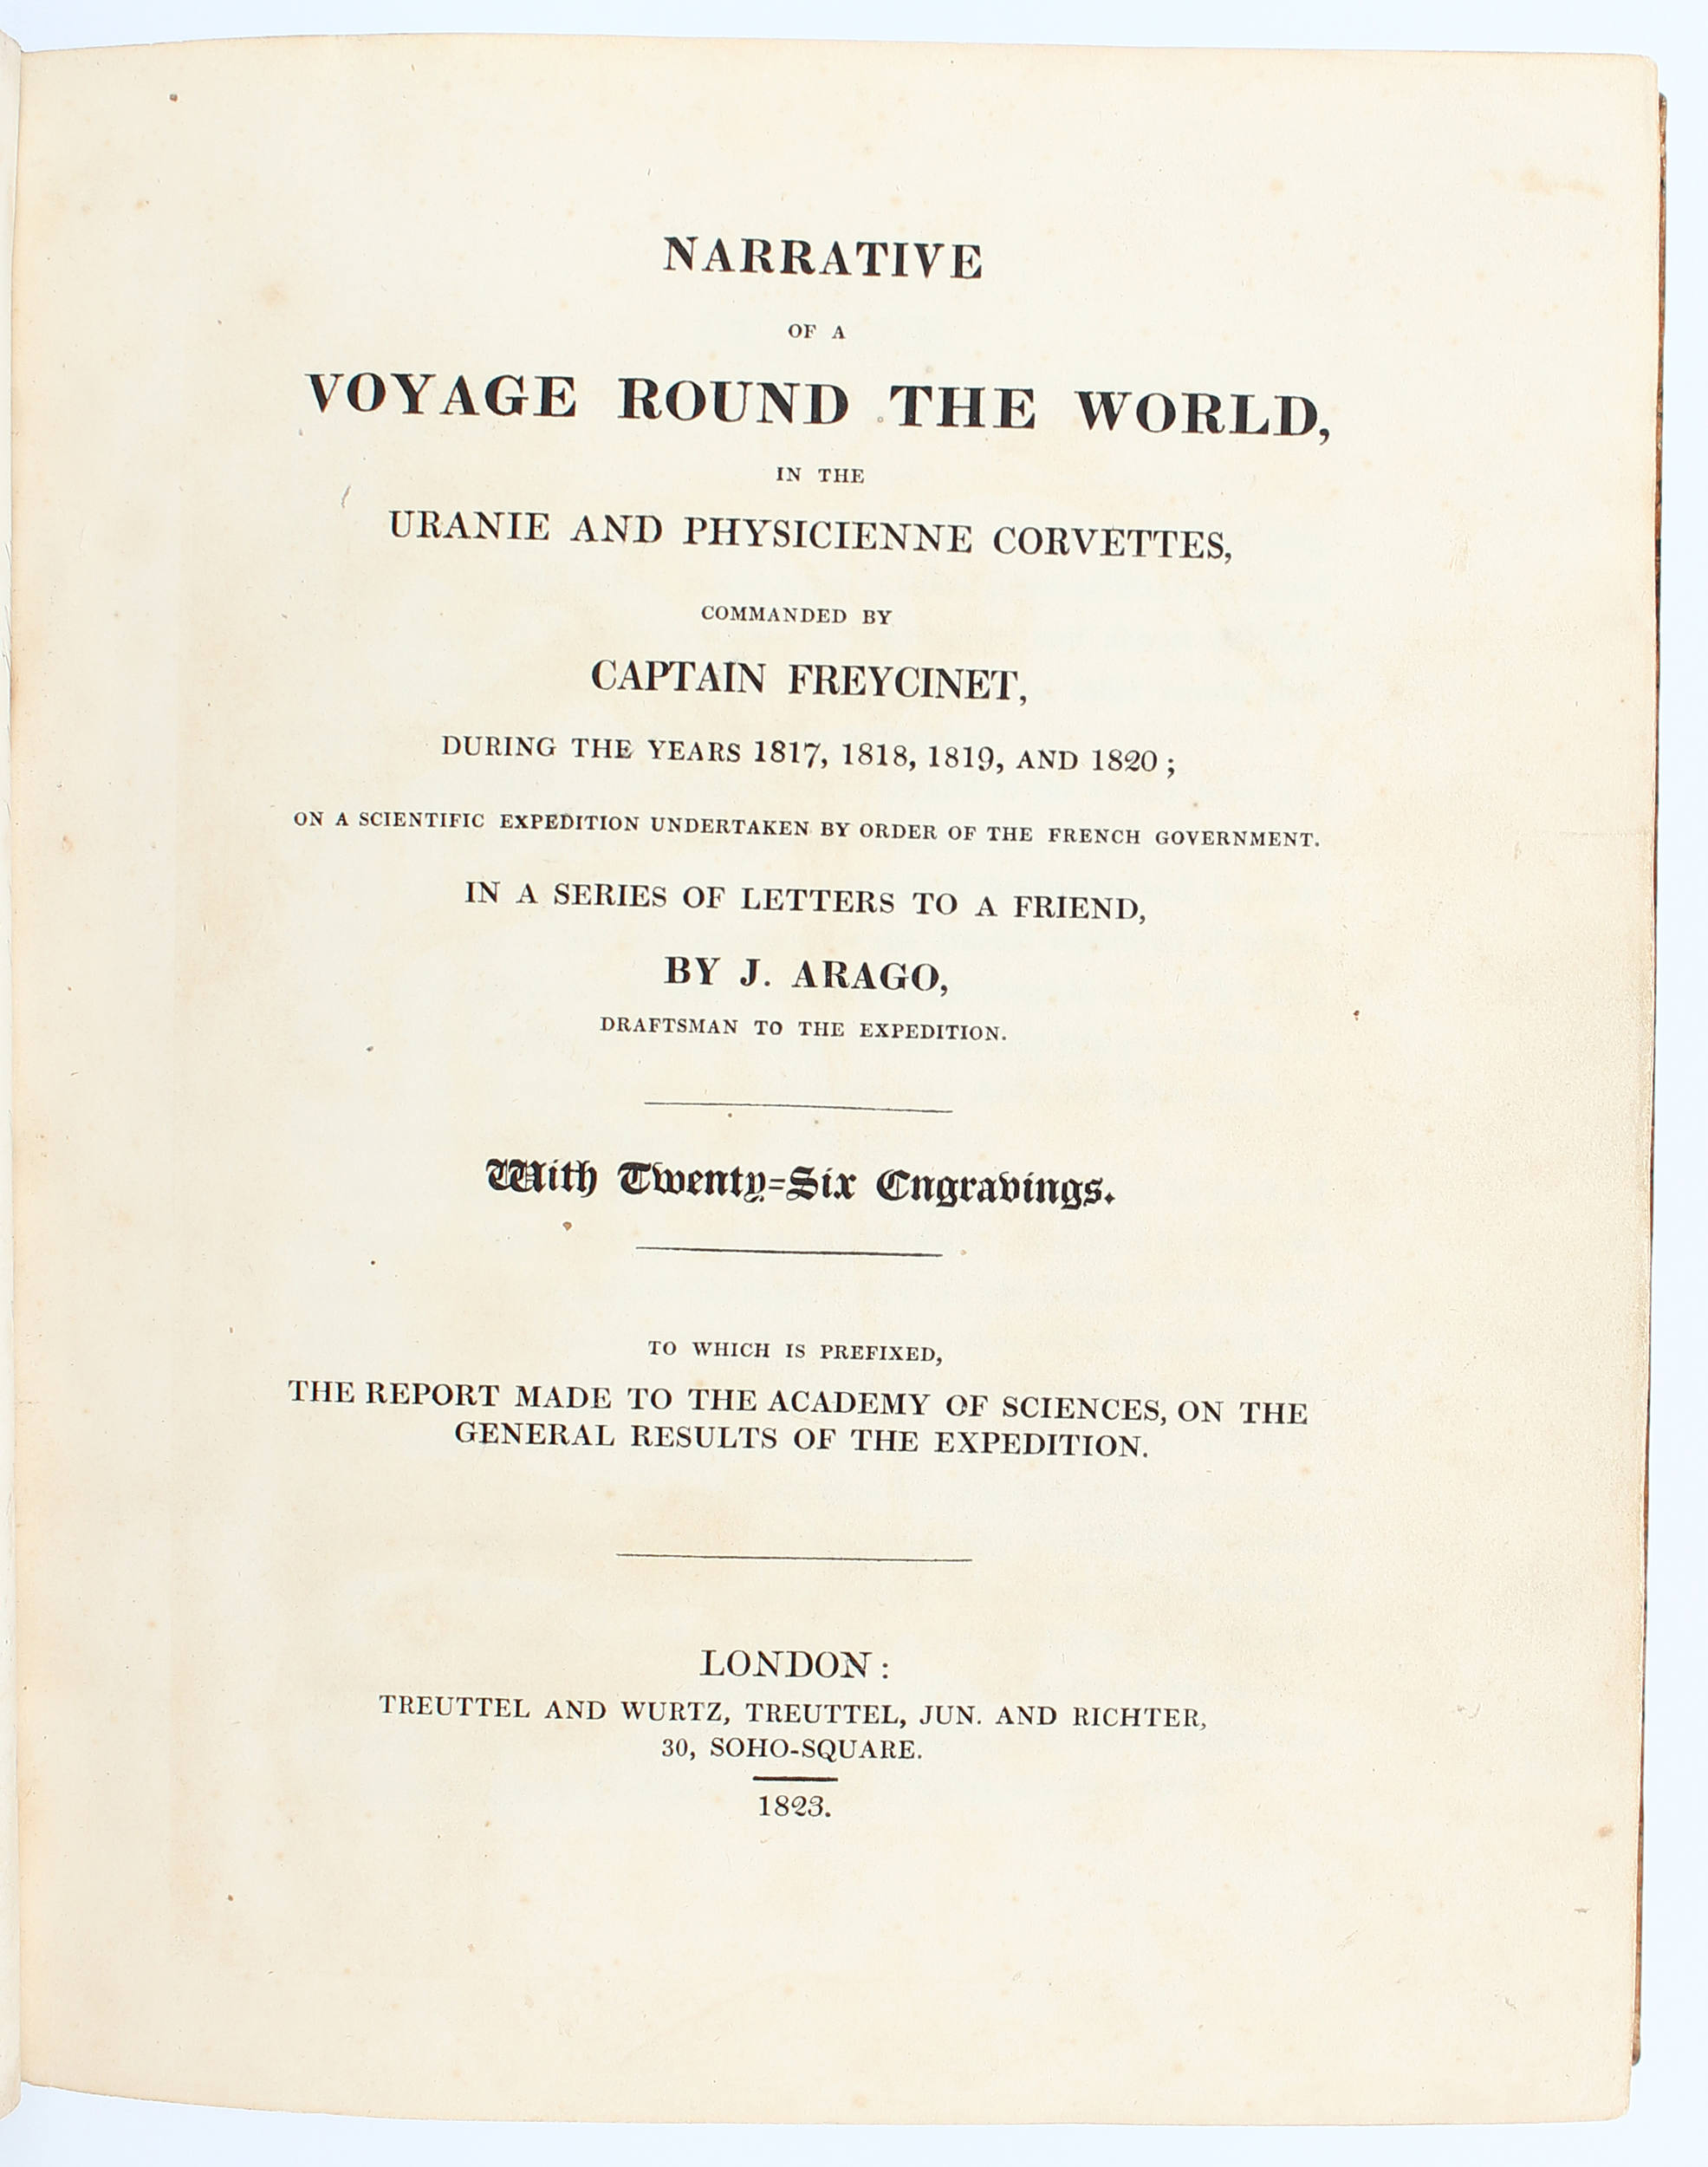 NARRATIVE
OF A
VOYAGE ROUND THE WORLD,
IN THE
URANIE AND PHYSICIENNE CORVETTES,
COMMANDED BY
CAPTAIN FREYCINET,
DURING THE YEARS 1817, 1818, 1819, AND 1820;
ON A SCIENTIFIC EXPEDITION UNDERTAKEN BY ORDER OF THE FRENCH GOVERNMENT.
IN A SERIES OF LETTERS TO A FRIEND,
BY J. ARAGO,
DRAFTSMAN TO THE EXPEDITION.
With Twenty-Six Engravings.
TO WHICH IS PREFIXED,
THE REPORT MADE TO THE ACADEMY OF SCIENCES, ON THE
GENERAL RESULTS OF THE EXPEDITION.
LONDON:
TREUTTEL AND WURTZ, TREUTTEL, JUN. AND RICHTER,
30, SOHO-SQUARE.
1823.